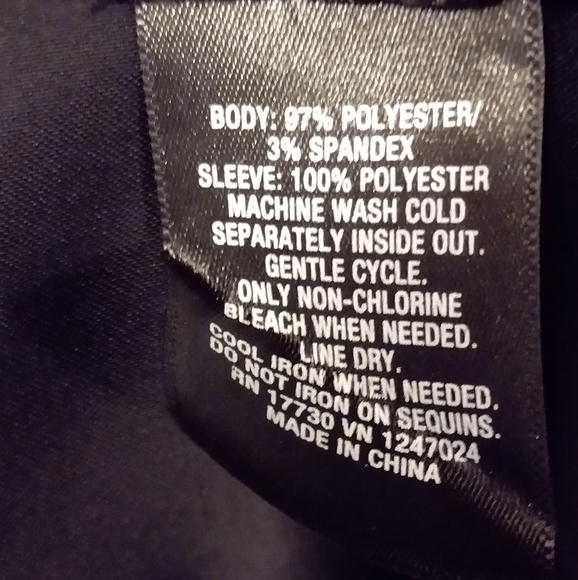 BODY: 97% POLYESTER/
3% SPANDEX
SLEEVE: 100% POLYESTER
MACHINE WASH COLD
SEPARATELY INSIDE OUT.
GENTLE CYCLE.
ONLY NON-CHLORINE
BLEACH WHEN NEEDED.
LINE DRY.
COOL IRON WHEN NEEDED.
DO NOT IRON ON SEQUINS.
RN 17730 VN 1247024
MADE IN CHINA